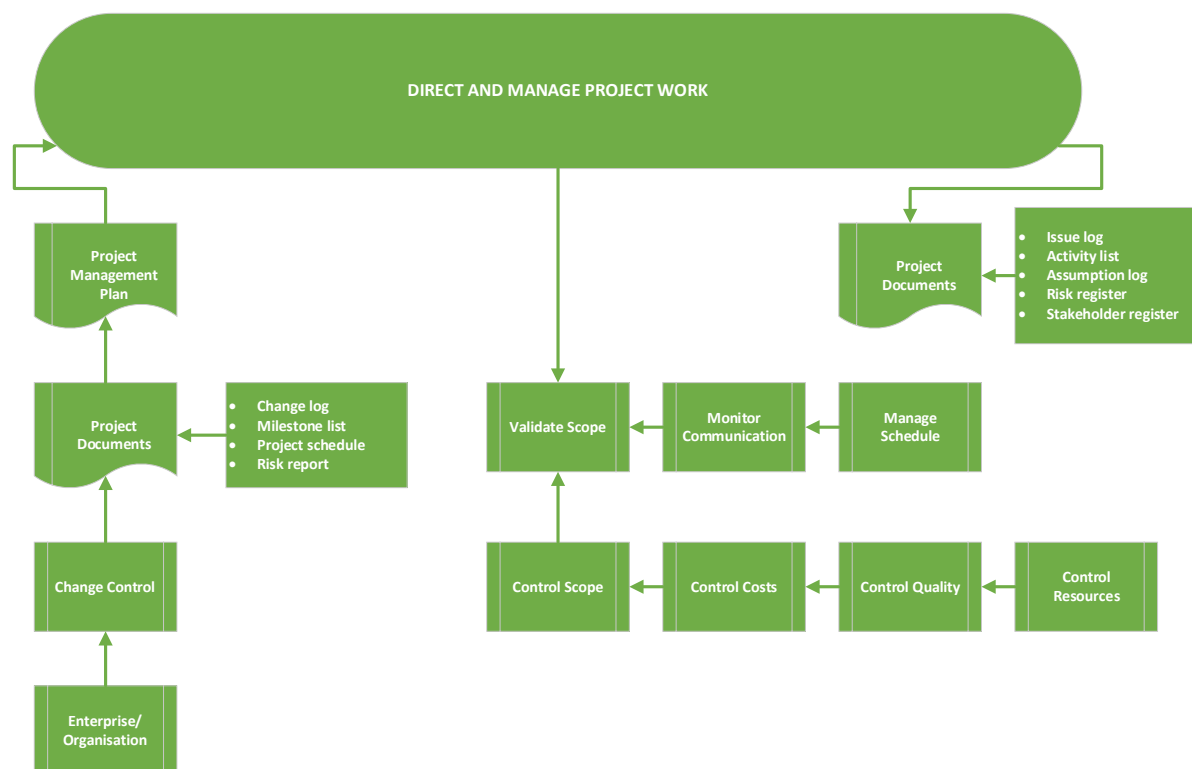 DIRECT AND MANAGE PROJECT WORK
Project
Management
Plan
Project
Documents
• Issue log
• Activity list
• Assumption log
• Risk register
• Stakeholder register
Project
Documents
• Change log
• Milestone list
• Project schedule
• Risk report
Validate Scope
Monitor
Communication
Manage
Schedule
Change Control
Control Scope
Control Costs
Control Quality
Control
Resources
Enterprise/
Organisation